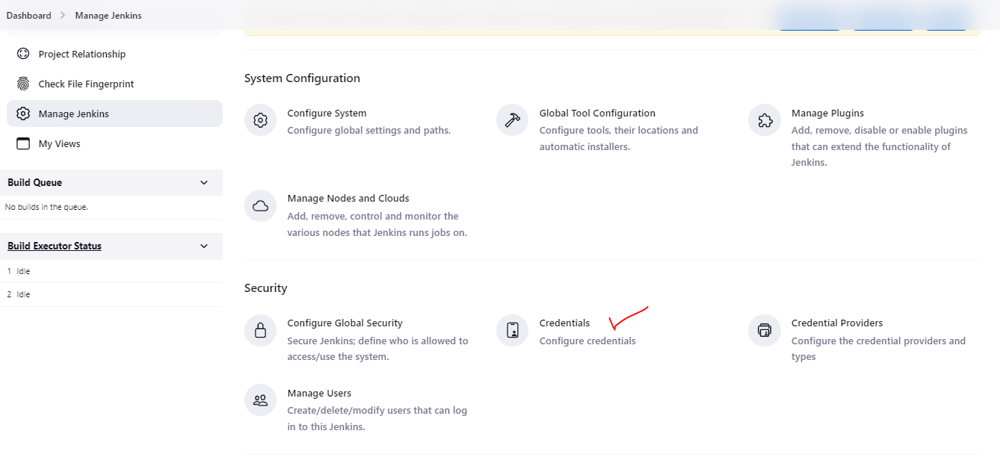 Dashboard > Manage Jenkins
Project Relationship
Check File Fingerprint
Manage Jenkins
My Views
Build Queue
No builds in the queue.
Build Executor Status
1 Idle
2 Idle
System Configuration
Configure System
Configure global settings and paths.
Global Tool Configuration
Configure tools, their locations and
automatic installers.
Manage Plugins
Add, remove, disable or enable plugins
that can extend the functionality of
Jenkins.
Manage Nodes and Clouds
Add, remove, control and monitor the
various nodes that Jenkins runs jobs on.
Security
Configure Global Security
Secure Jenkins; define who is allowed to
access/use the system.
Credentials
Configure credentials
Credential Providers
Configure the credential providers and
types
Manage Users
Create/delete/modify users that can log
in to this Jenkins.